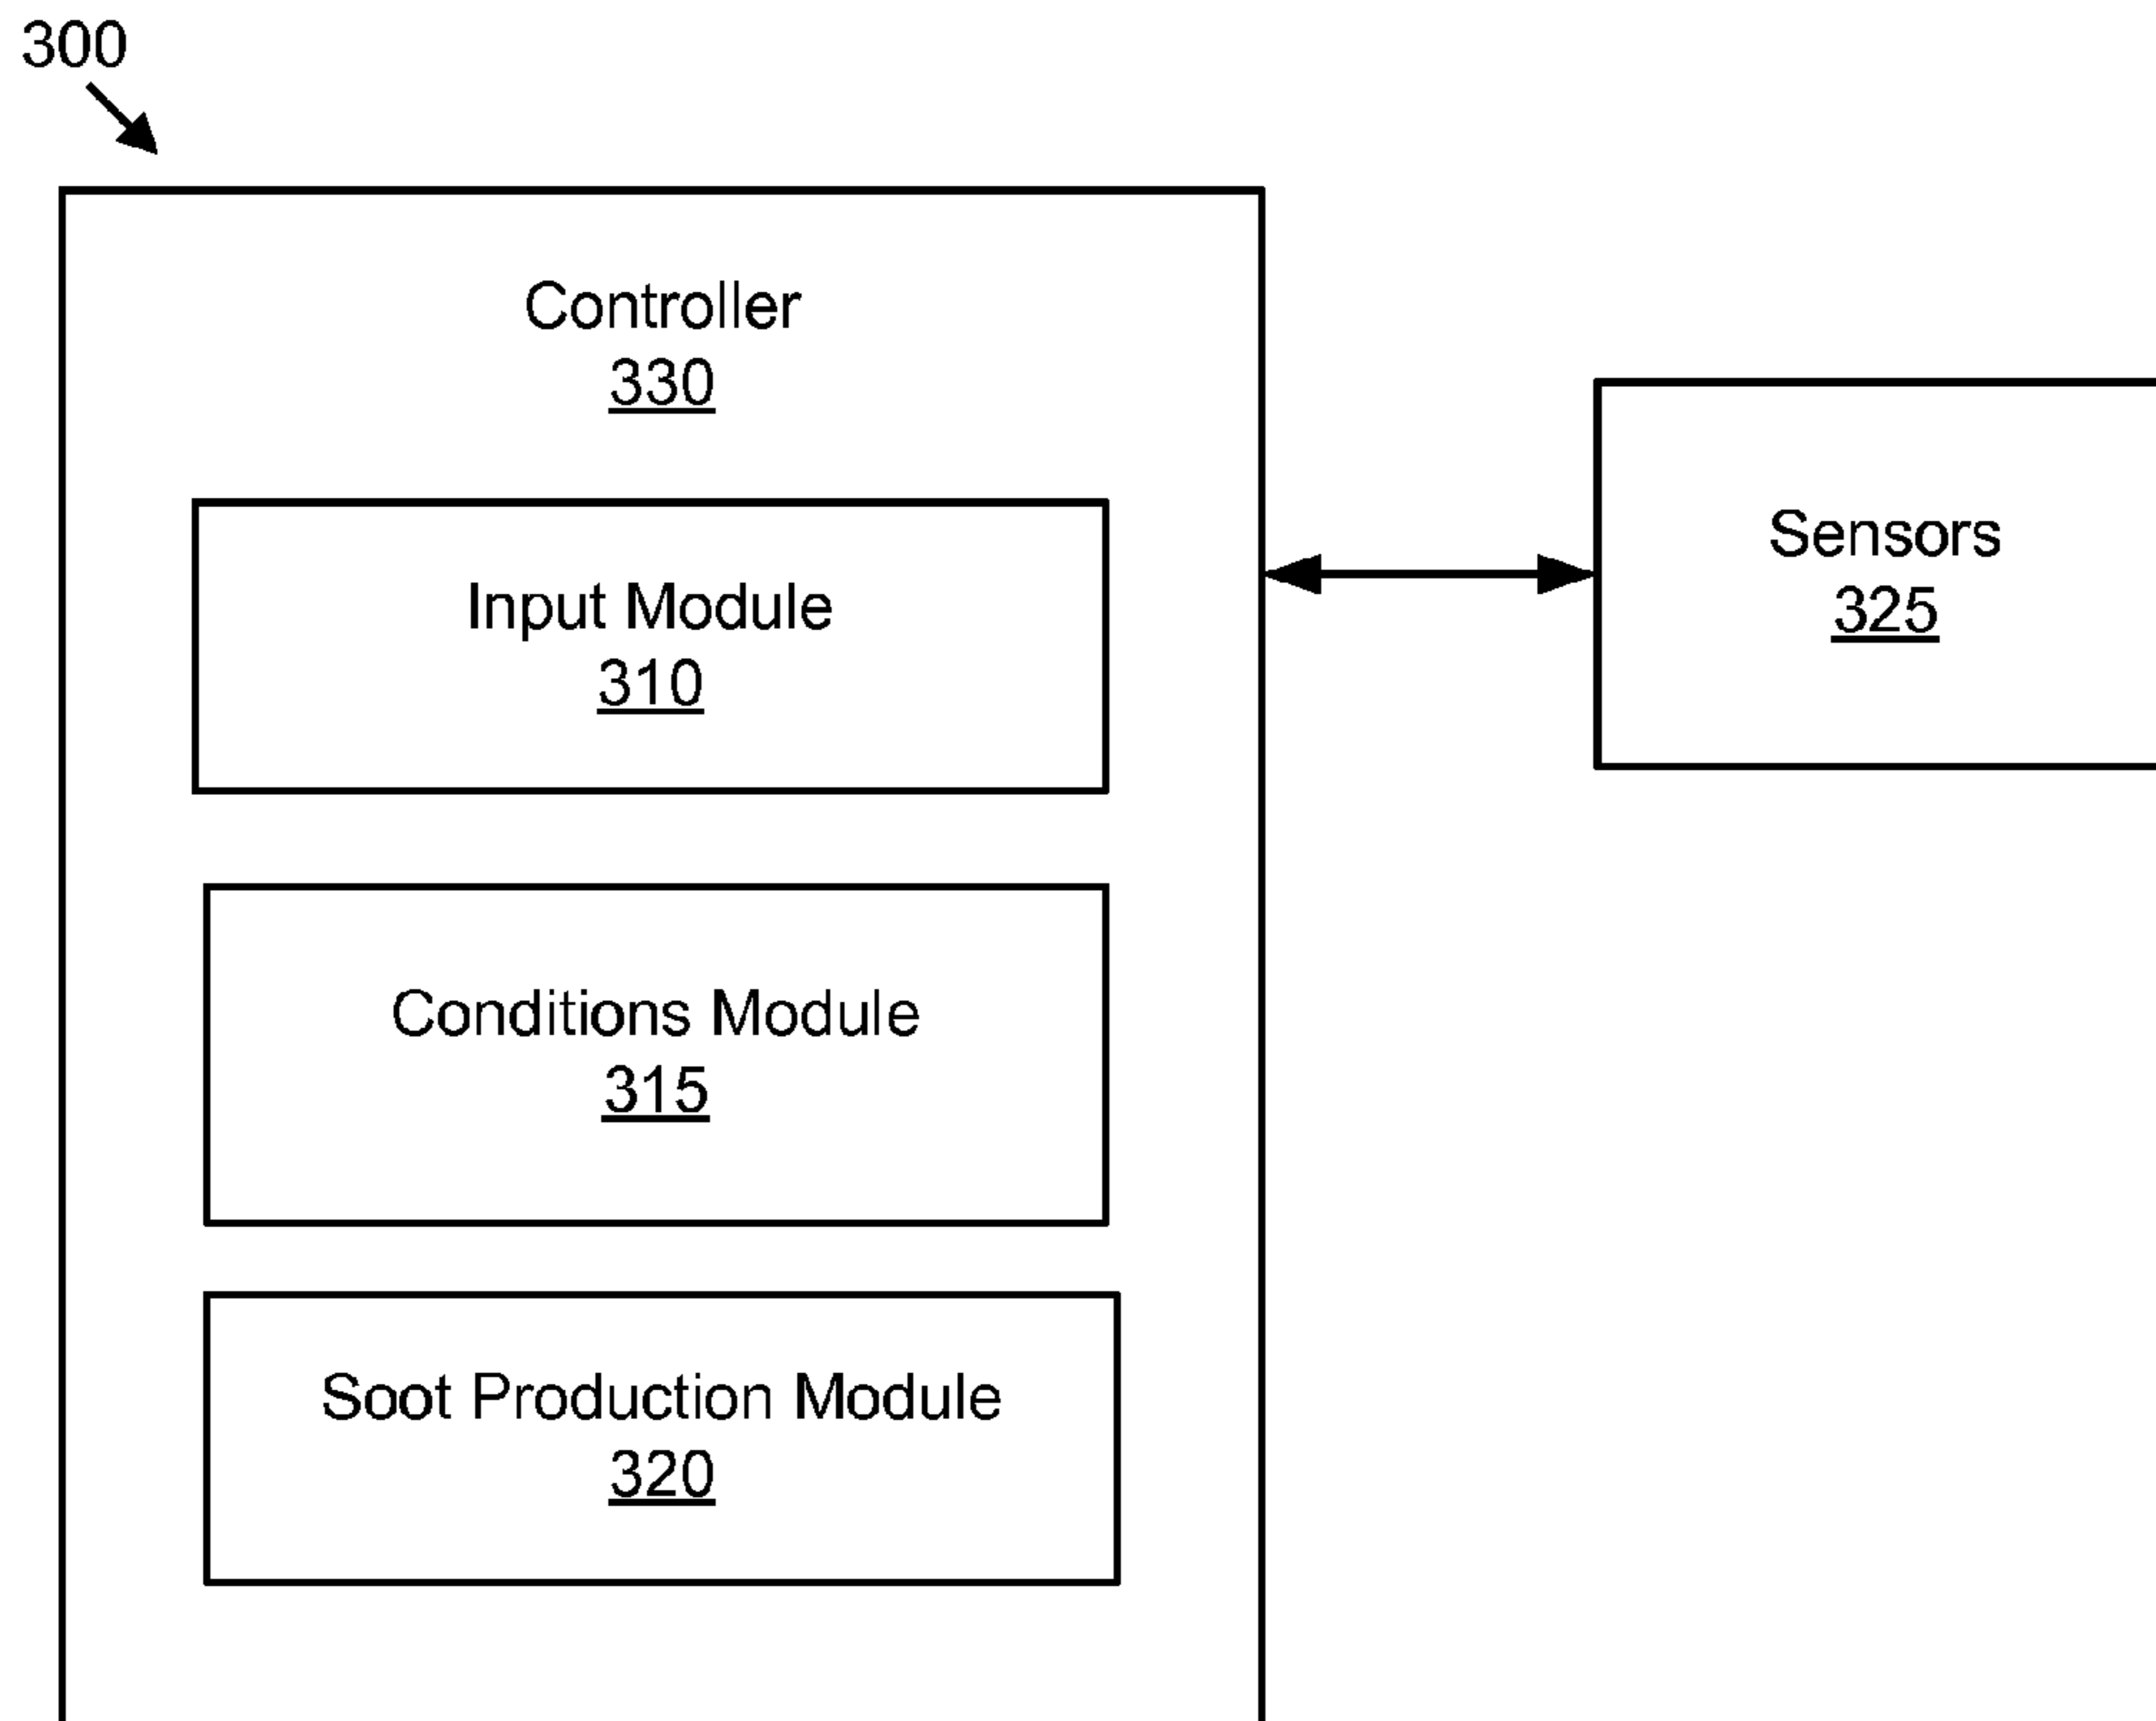 300
Controller
330
Input Module
310
Conditions Module
315
Soot Production Module
320
Sensors
325